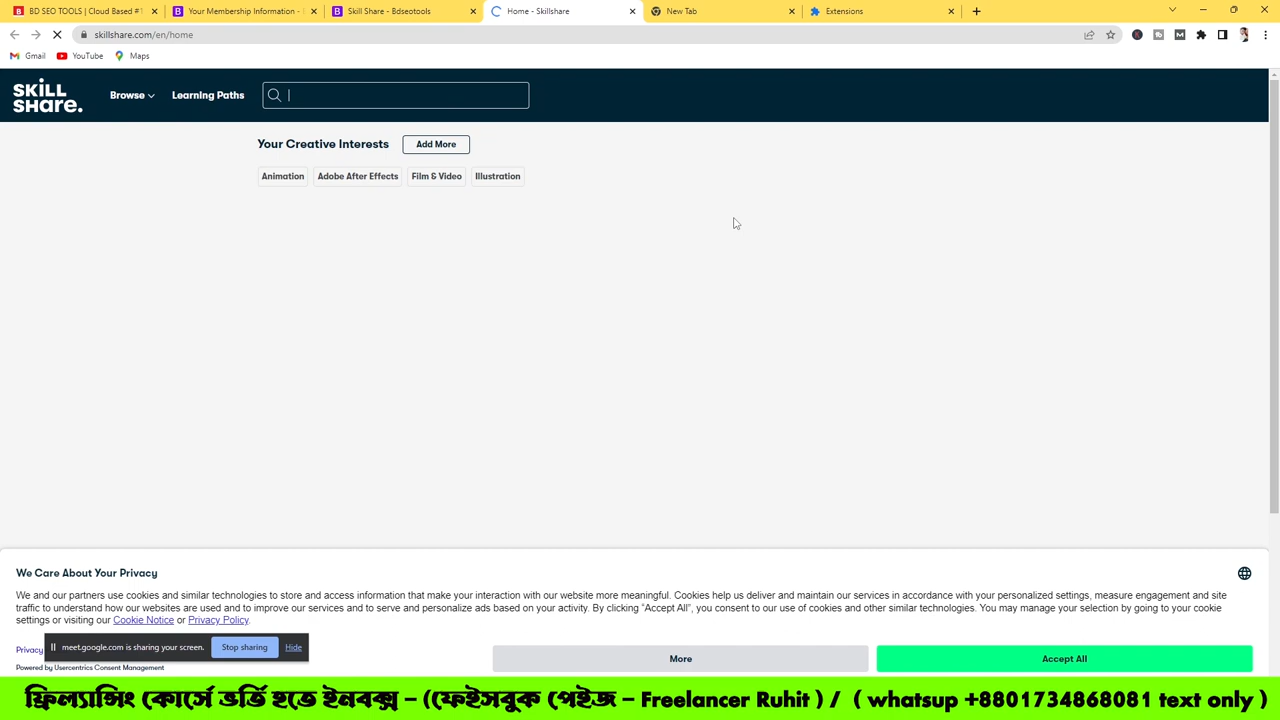 BD SEO TOOLS | Cloud Based #1
Your Membership Information -
Skill Share - Bdseotools
Home - Skillshare
New Tab
Extensions
skillshare.com/en/home
Gmail
YouTube
Maps
SKILL
SHare.
Browse
Learning Paths
Your Creative Interests
Add More
Animation
Adobe After Effects
Film & Video
Illustration
We Care About Your Privacy
We and our partners use cookies and similar technologies to store and access information that make your interaction with our website more meaningful. Cookies help us deliver and maintain our services in accordance with your personalized settings, measure engagement and site
traffic to understand how our websites are used and to improve our services and to serve and personalize ads based on your activity. By clicking “Accept All”, you consent to our use of cookies and other similar technologies. You may manage your selection by going to your cookie
settings or visiting our Cookie Notice or Privacy Policy.
Privacy
meet.google.com is sharing your screen.
Stop sharing
Hide
Powered by Usercentrics Consent Management
More
Accept All
ফ্রিল্যান্সিং কোর্সে ভর্তি হতে ইনবক্স – ((ফেইসবুক পেইজ – Freelancer Ruhit ) / ( whatsup +8801734868081 text only )